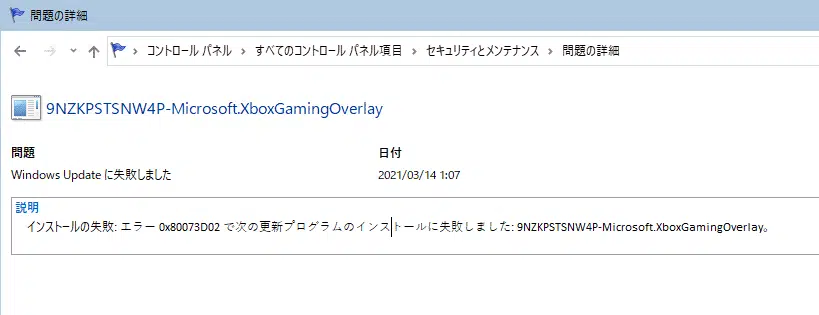 問題の詳細
コントロール パネル › すべてのコントロール パネル項目 › セキュリティとメンテナンス › 問題の詳細
9NZKPSTSNW4P-Microsoft.XboxGamingOverlay
問題 日付
Windows Update に失敗しました 2021/03/14 1:07
説明
インストールの失敗: エラー 0x80073D02 で次の更新プログラムのインストールに失敗しました: 9NZKPSTSNW4P-Microsoft.XboxGamingOverlay。